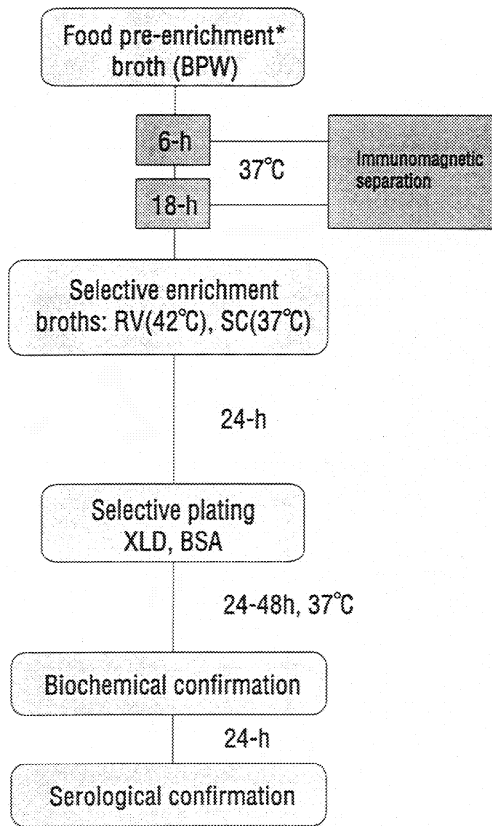 Food pre-enrichment*
broth (BPW)
6-h
37°C
Immunomagnetic
separation
18-h
Selective enrichment
broths: RV(42°C), SC(37°C)
24-h
Selective plating
XLD, BSA
24-48h, 37°C
Biochemical confirmation
24-h
Serological confirmation